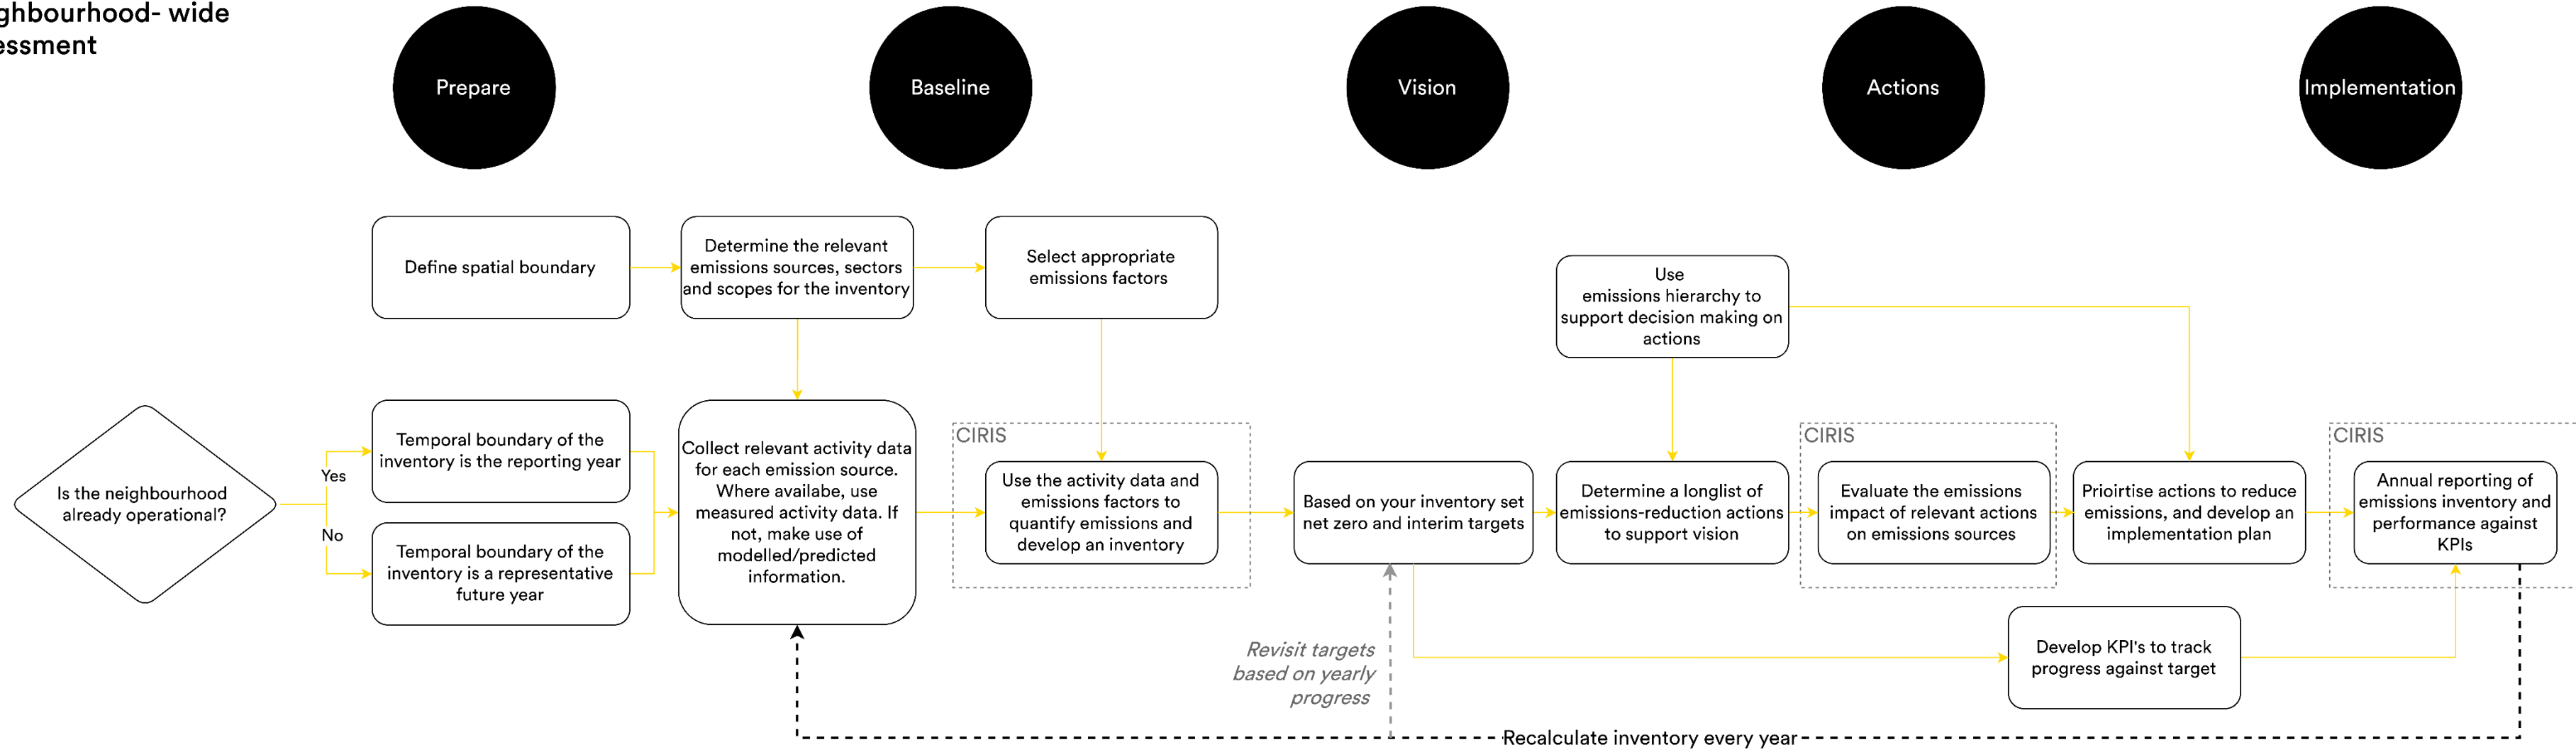 ghbourhood- wide
essment
Prepare
Baseline
Vision
Actions
Implementation
Define spatial boundary
Determine the relevant
emissions sources, sectors
and scopes for the inventory
Select appropriate
emissions factors
Use
emissions hierarchy to
support decision making on
actions
Is the neighbourhood
already operational?
Yes
No
Temporal boundary of the
inventory is the reporting year
Temporal boundary of the
inventory is a representative
future year
Collect relevant activity data
for each emission source.
Where availabe, use
measured activity data. If
not, make use of
modelled/predicted
information.
CIRIS
Use the activity data and
emissions factors to
quantify emissions and
develop an inventory
Based on your inventory set
net zero and interim targets
Determine a longlist of
emissions-reduction actions
to support vision
CIRIS
Evaluate the emissions
impact of relevant actions
on emissions sources
Prioirtise actions to reduce
emissions, and develop an
implementation plan
CIRIS
Annual reporting of
emissions inventory and
performance against
KPIs
Revisit targets
based on yearly
progress
Develop KPI's to track
progress against target
Recalculate inventory every year